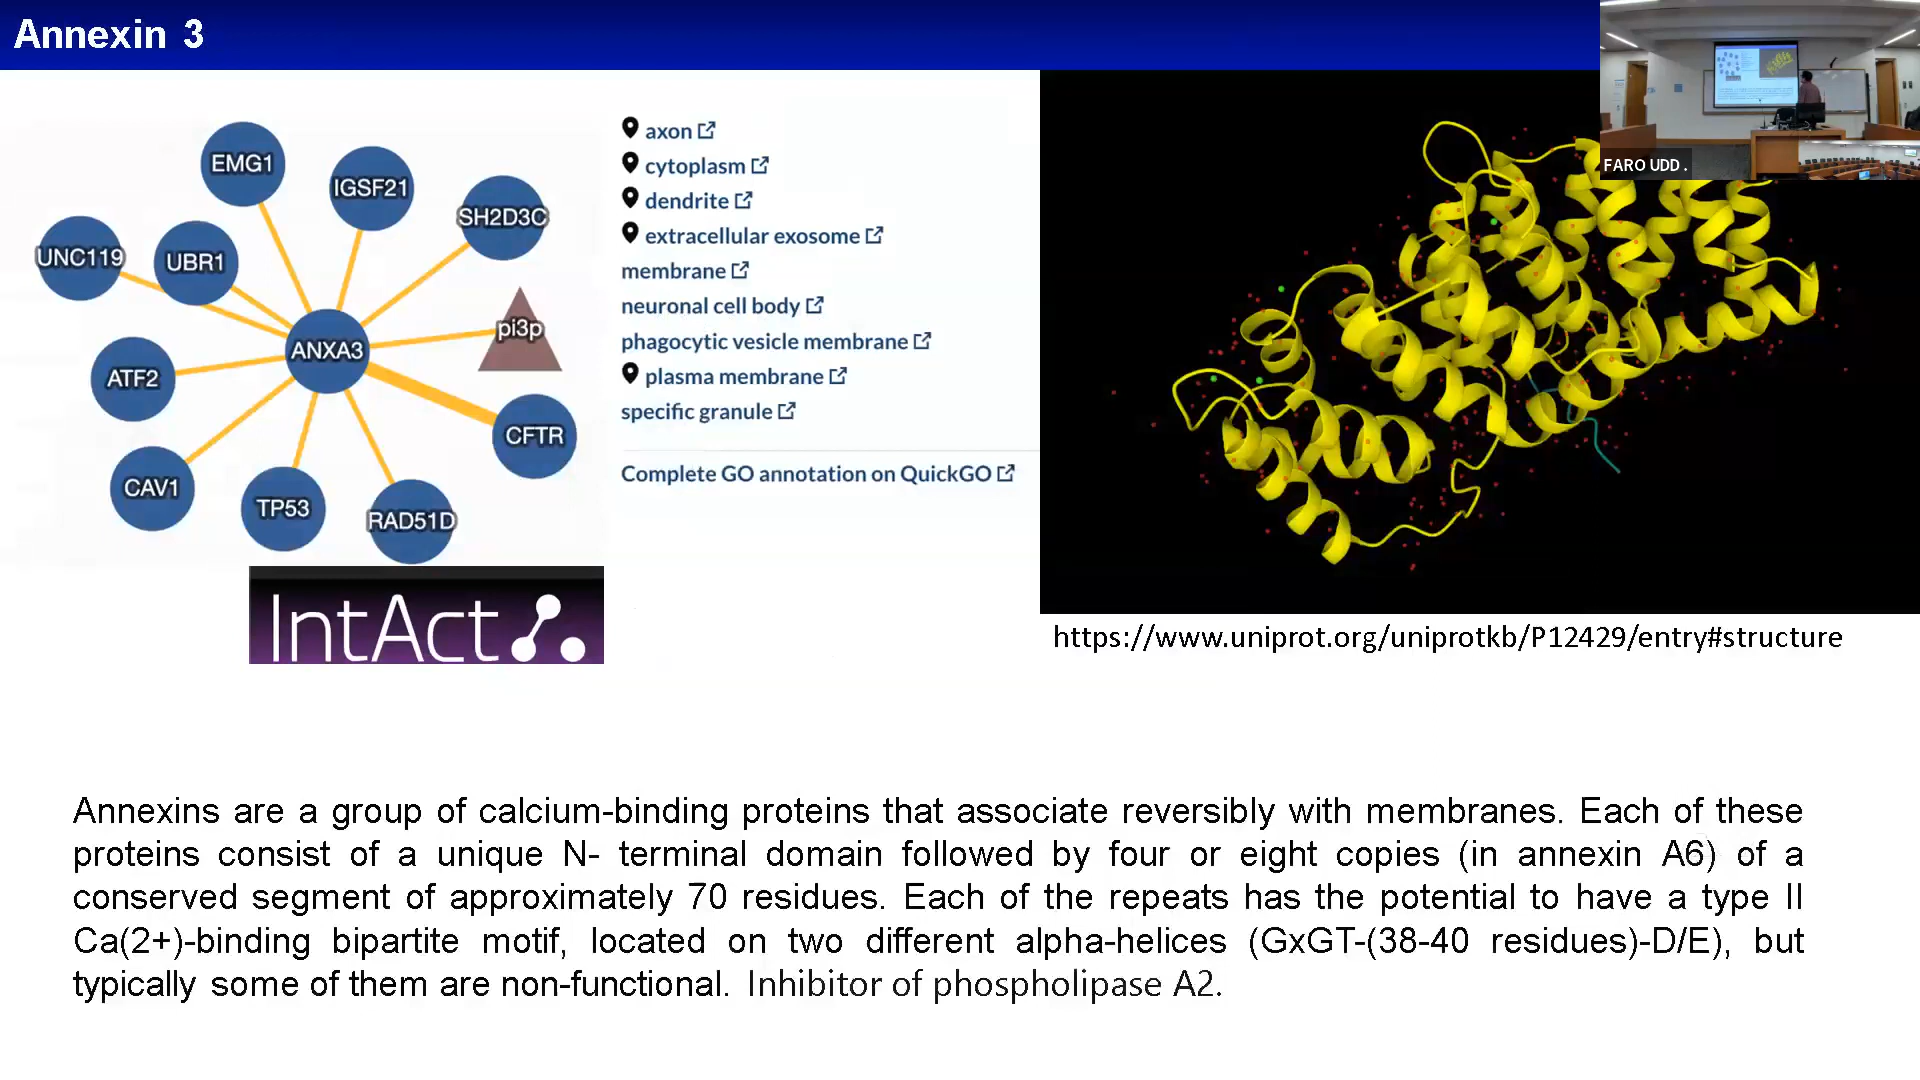 Annexin 3
FARO UDD .
EMG1
IGSF21
SH2D3C
UNC119
UBR1
pi3p
ANXA3
ATF2
CFTR
CAV1
TP53
RAD51D
IntAct
axon
cytoplasm
dendrite
extracellular exosome
membrane
neuronal cell body
phagocytic vesicle membrane
plasma membrane
specific granule
Complete GO annotation on QuickGO
https://www.uniprot.org/uniprotkb/P12429/entry#structure
Annexins are a group of calcium-binding proteins that associate reversibly with membranes. Each of these
proteins consist of a unique N- terminal domain followed by four or eight copies (in annexin A6) of a
conserved segment of approximately 70 residues. Each of the repeats has the potential to have a type II
Ca(2+)-binding bipartite motif, located on two different alpha-helices (GxGT-(38-40 residues)-D/E), but
typically some of them are non-functional. Inhibitor of phospholipase A2.